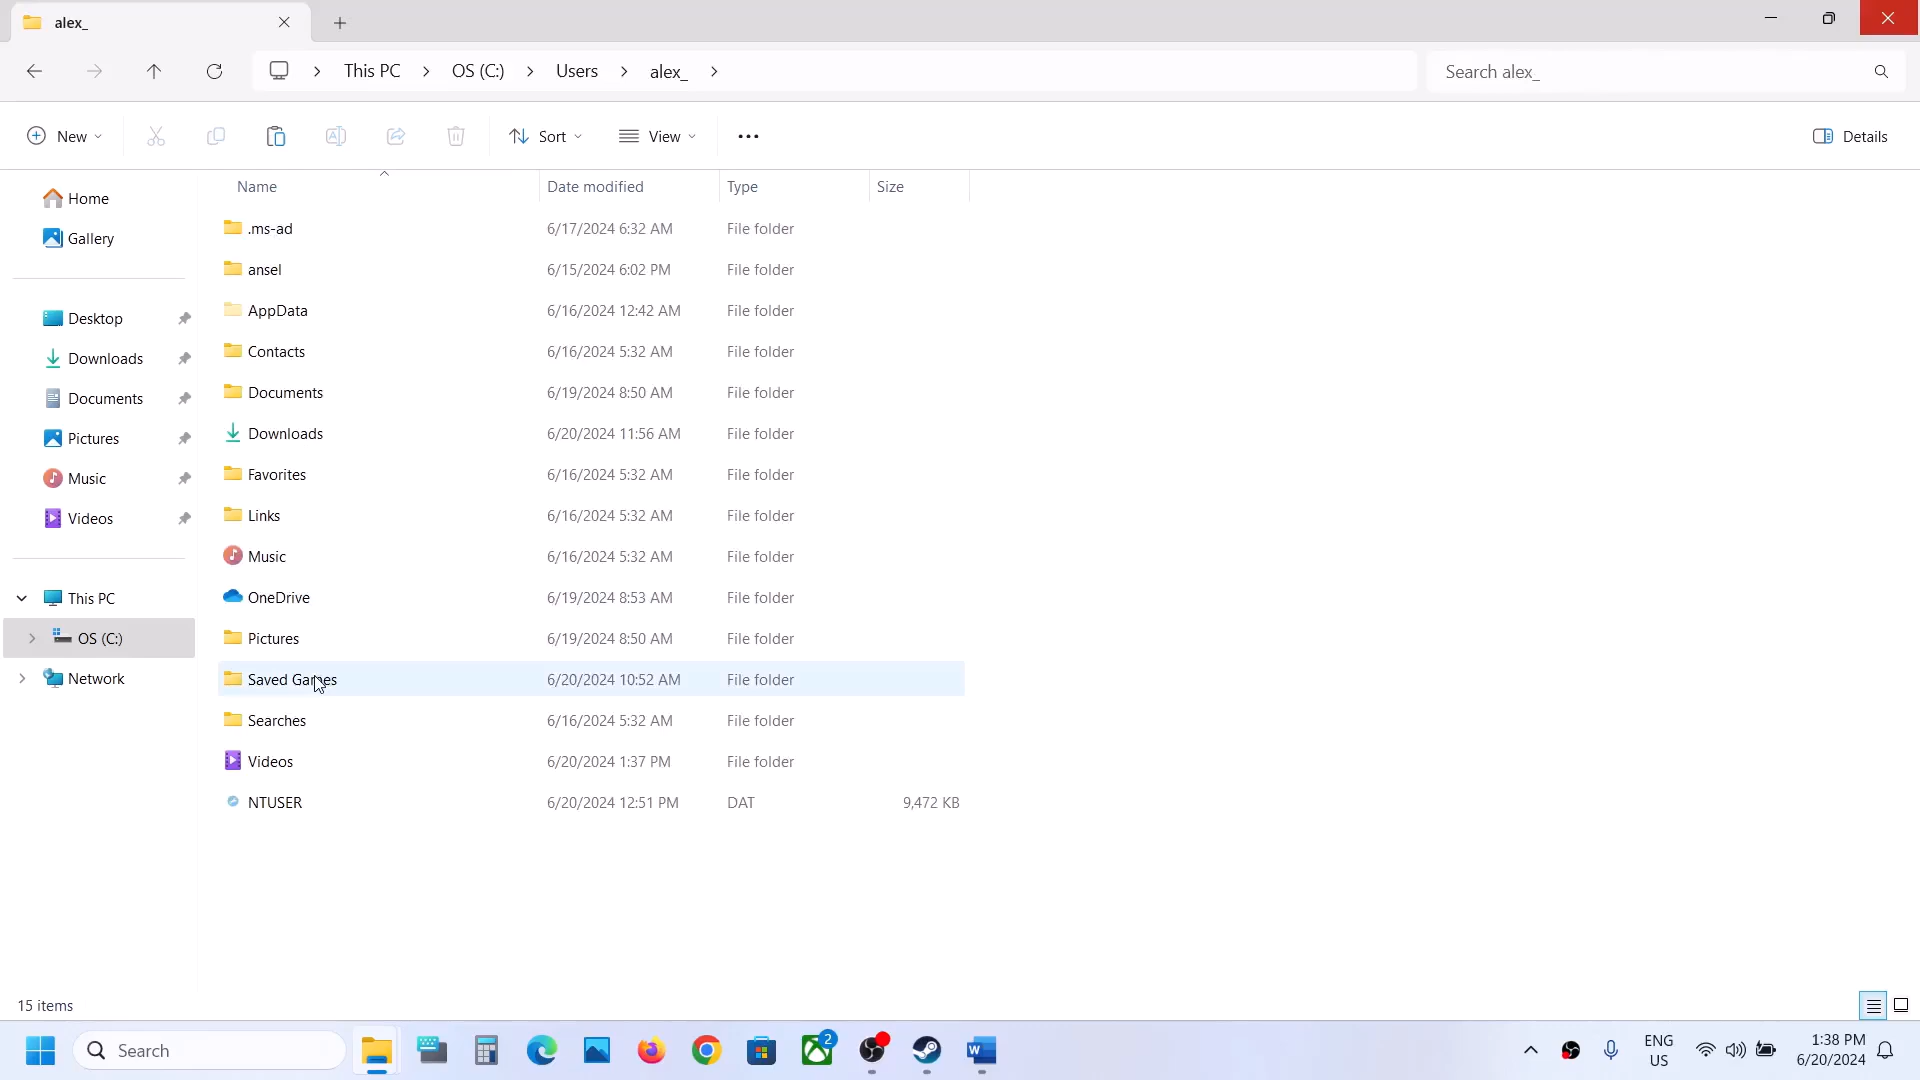 alex_
This PC > OS (C:) > Users > alex_ >
Search alex_
New
Sort
View
Details
Name Date modified Type Size
Home
Gallery
Desktop
Downloads
Documents
Pictures
Music
Videos
This PC
OS (C:)
Network
.ms-ad 6/17/2024 6:32 AM File folder
ansel 6/15/2024 6:02 PM File folder
AppData 6/16/2024 12:42 AM File folder
Contacts 6/16/2024 5:32 AM File folder
Documents 6/19/2024 8:50 AM File folder
Downloads 6/20/2024 11:56 AM File folder
Favorites 6/16/2024 5:32 AM File folder
Links 6/16/2024 5:32 AM File folder
Music 6/16/2024 5:32 AM File folder
OneDrive 6/19/2024 8:53 AM File folder
Pictures 6/19/2024 8:50 AM File folder
Saved Games 6/20/2024 10:52 AM File folder
Searches 6/16/2024 5:32 AM File folder
Videos 6/20/2024 1:37 PM File folder
NTUSER 6/20/2024 12:51 PM DAT 9,472 KB
15 items
Search
2
ENG
US
1:38 PM
6/20/2024